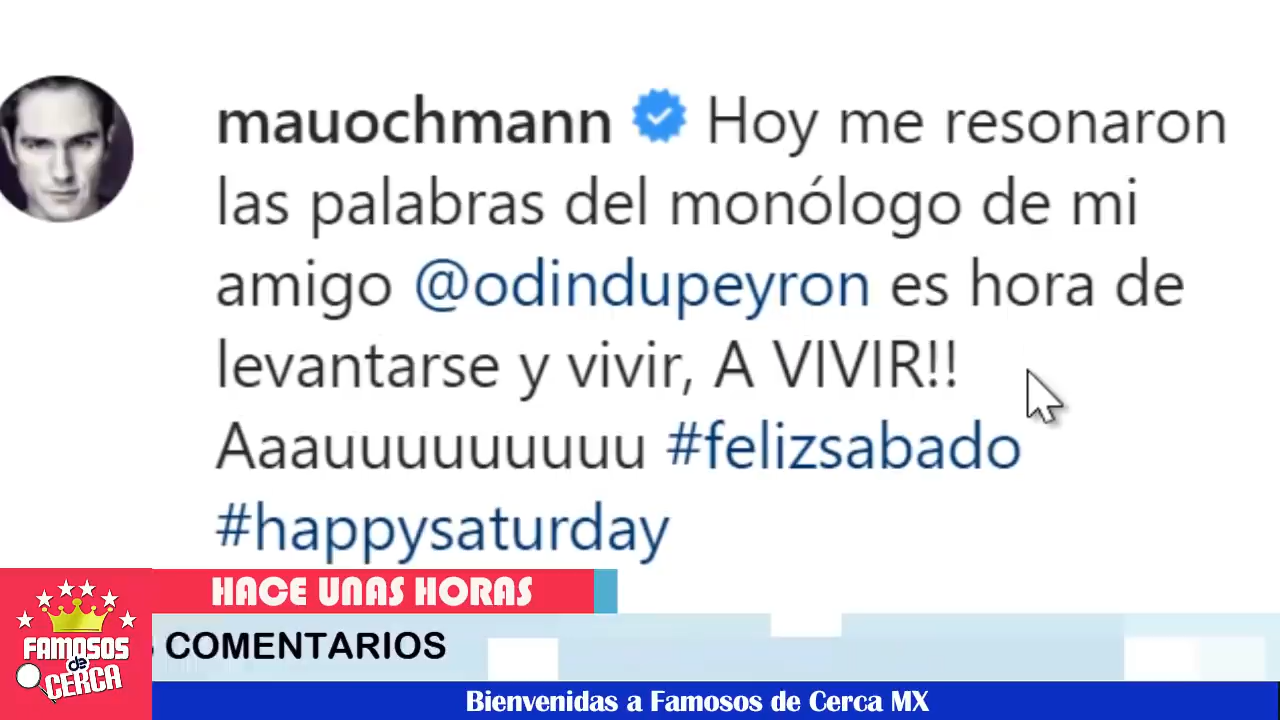 mauochmann Hoy me resonaron
las palabras del monólogo de mi
amigo @odindupeyron es hora de
levantarse y vivir, A VIVIR!!
Aaauuuuuuuuu #felizsabado
#happysaturday
HACE UNAS HORAS
COMENTARIOS
FAMOSOS
de
CERCA
Bienvenidas a Famosos de Cerca MX